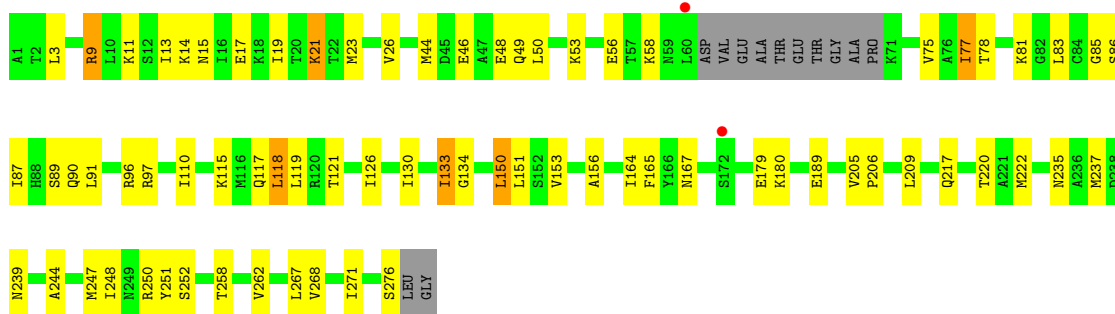 A1 T2 L3 R9 L10 K11 S12 I13 K14 N15 I16 E17 K18 I19 T20 K21 T22 M23 V26 M44 D45 E46 A47 E48 Q49 L50 K53 E56 T57 K58 N59 L60 ASP VAL GLU ALA THR GLU THR GLY ALA PRO K71 V75 A76 I77 T78 K81 G82 L83 C84 G85 S86
I87 H88 S89 Q90 L91 R96 R97 I110 K115 M116 Q117 L118 L119 R120 T121 I126 I130 I133 G134 L150 L151 S152 V153 A156 I164 F165 Y166 N167 S172 E179 K180 E189 V205 P206 L209 Q217 T220 A221 M222 N235 A236 M237 D238
N239 A244 M247 I248 N249 R250 Y251 S252 T258 V262 L267 V268 I271 S276 LEU GLY